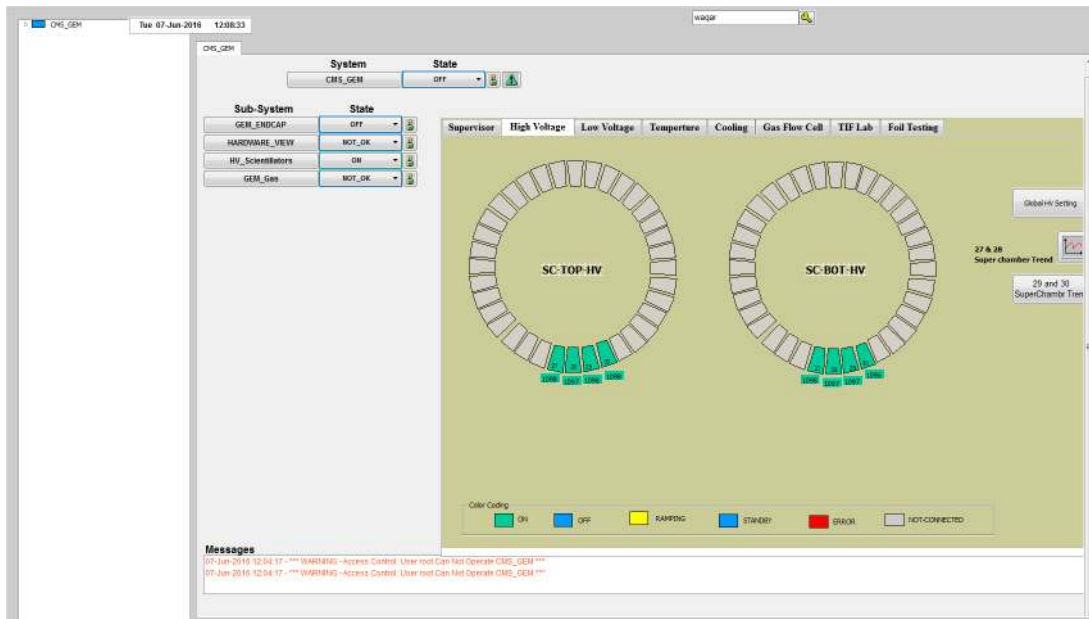 CMS_GEM
Tue 07-Jun-2016 12:08:33
waqar
CMS_GEM
System State
CMS_GEM OFF
Sub-System State
GEM_ENDCAP OFF
HARDWARE_VIEW NOT_OK
HV_Scientillators ON
GEM_Gas NOT_OK
Supervisor High Voltage Low Voltage Temperture Cooling Gas Flow Cell TIF Lab Foil Testing
Global HV Setting
27 & 28
Super chamber Trend
29 and 30
SuperChambr Tren
SC-TOP-HV SC-BOT-HV
Color Coding
ON OFF RAMPING STANDBY ERROR NOT-CONNECTED
Messages
07-Jun-2016 12:04:17 - *** WARNING - Access Control: User root Can Not Operate CMS_GEM ***
07-Jun-2016 12:04:17 - *** WARNING - Access Control: User root Can Not Operate CMS_GEM ***